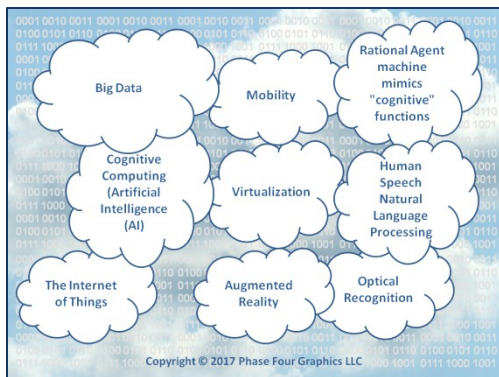 Big Data
Mobility
Rational Agent
machine
mimics
"cognitive"
functions
Cognitive
Computing
(Artificial
Intelligence
(AI)
Virtualization
Human
Speech
Natural
Language
Processing
The Internet
of Things
Augmented
Reality
Optical
Recognition
Copyright © 2017 Phase Four Graphics LLC